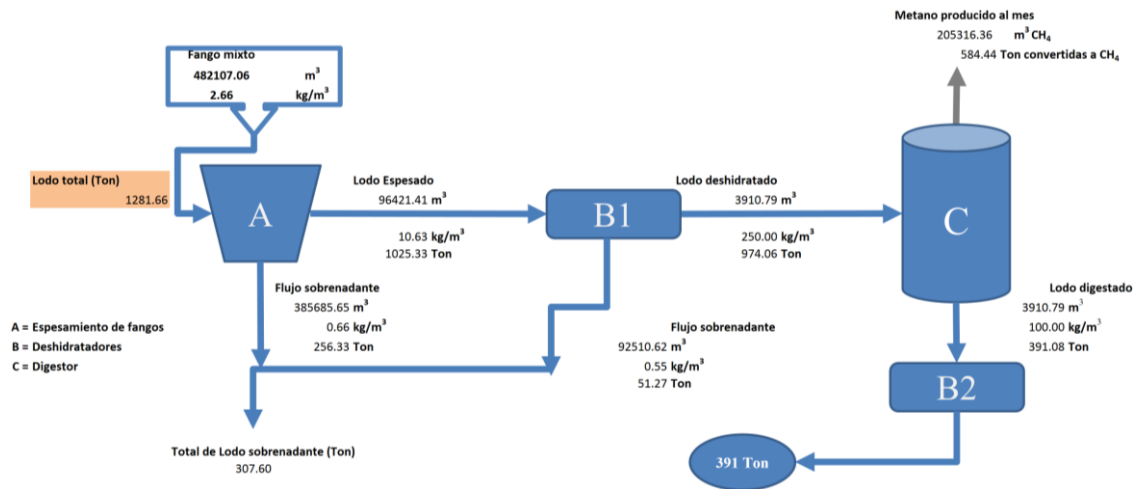 Metano producido al mes
205316.36 m³ CH₄
584.44 Ton convertidas a CH₄
Fango mixto
482107.06 m³
2.66 kg/m³
Lodo total (Ton)
1281.66
A
Lodo Espesado
96421.41 m³
10.63 kg/m³
1025.33 Ton
B1
Lodo deshidratado
3910.79 m³
250.00 kg/m³
974.06 Ton
C
Flujo sobrenadante
385685.65 m³
0.66 kg/m³
256.33 Ton
Flujo sobrenadante
92510.62 m³
0.55 kg/m³
51.27 Ton
Lodo digestado
3910.79 m³
100.00 kg/m³
391.08 Ton
A = Espesamiento de fangos
B = Deshidratadores
C = Digestor
B2
Total de Lodo sobrenadante (Ton)
307.60
391 Ton